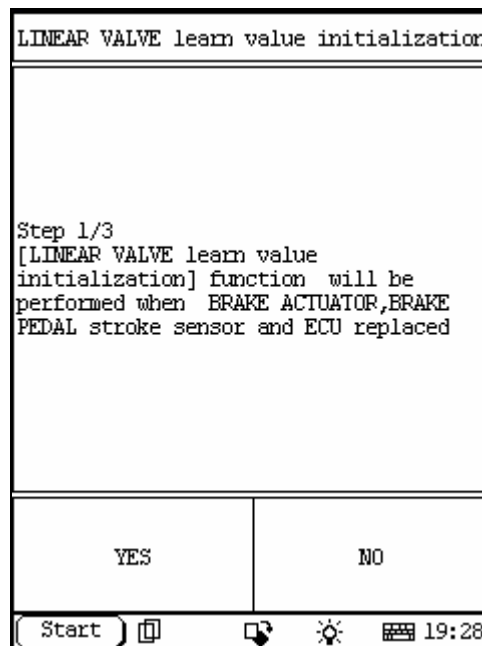 LINEAR VALVE learn value initialization
Step 1/3
[LINEAR VALVE learn value
initialization] function will be
performed when BRAKE ACTUATOR,BRAKE
PEDAL stroke sensor and ECU replaced
YES
NO
Start
19:28